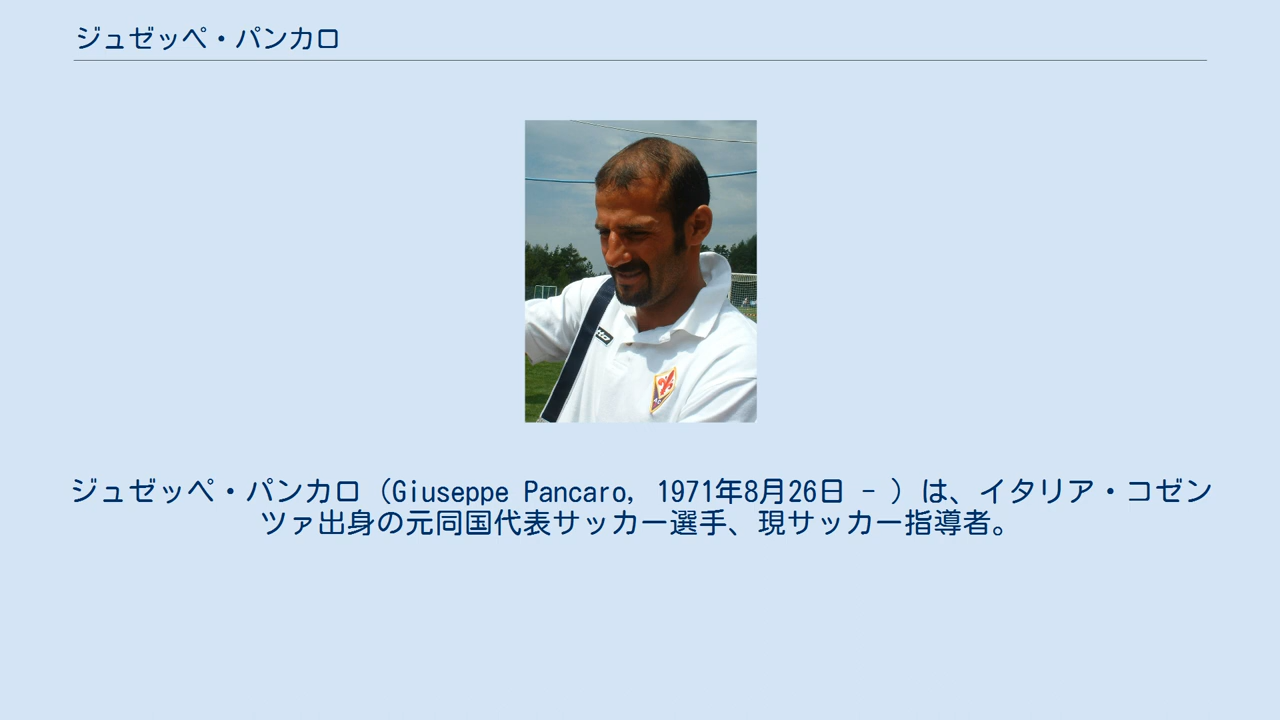 ジュゼッペ・パンカロ
ジュゼッペ・パンカロ（Giuseppe Pancaro, 1971年8月26日 - ）は、イタリア・コゼン
ツァ出身の元同国代表サッカー選手、現サッカー指導者。